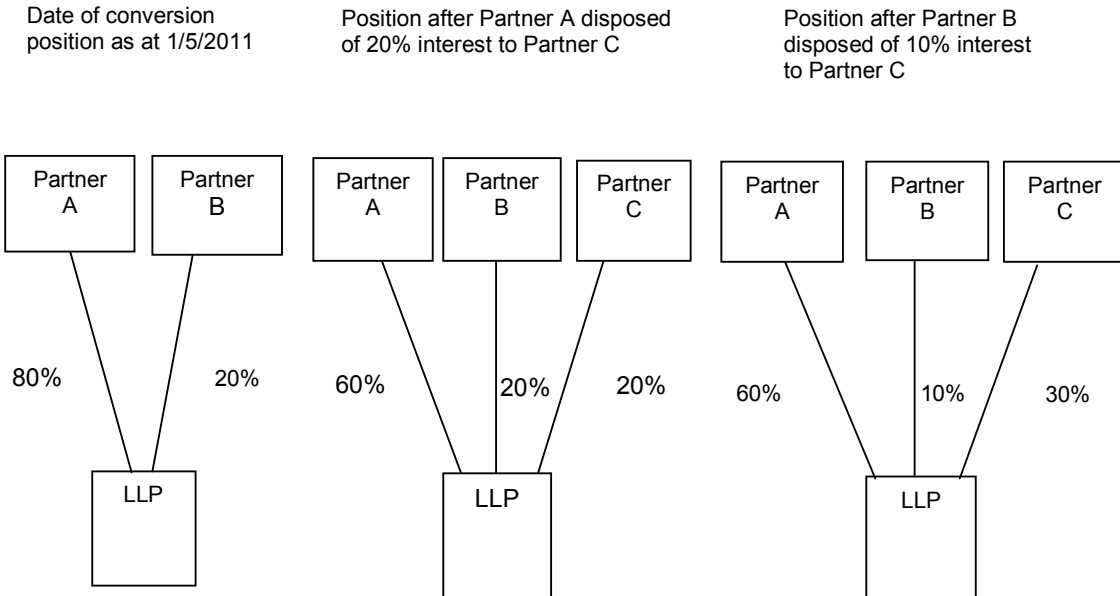 Date of conversion
position as at 1/5/2011
Position after Partner A disposed
of 20% interest to Partner C
Position after Partner B
disposed of 10% interest
to Partner C
Partner
A
Partner
B
Partner
A
Partner
B
Partner
C
Partner
A
Partner
B
Partner
C
80%
20%
60%
20%
20%
60%
10%
30%
LLP
LLP
LLP